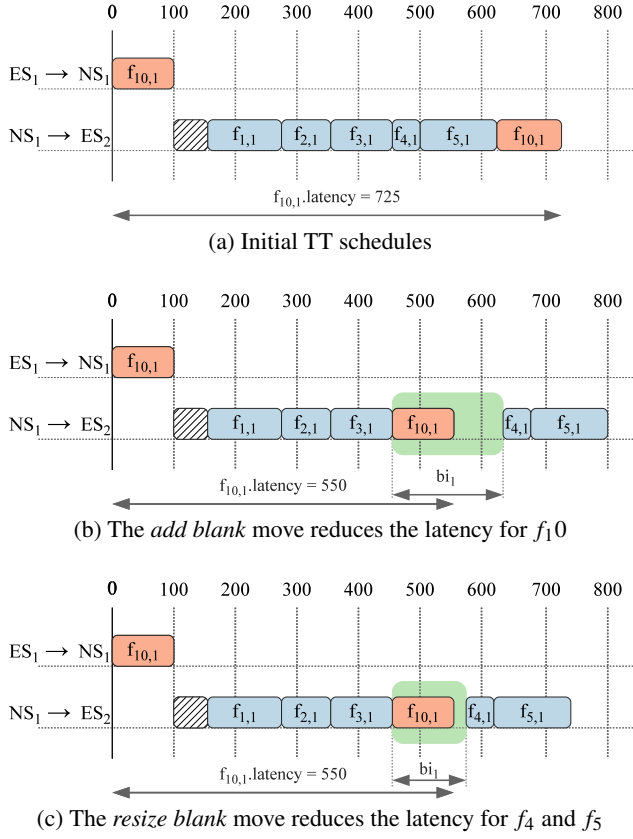 0 100 200 300 400 500 600 700 800
ES₁ → NS₁ f₁₀,₁
NS₁ → ES₂ f₁,₁ f₂,₁ f₃,₁ f₄,₁ f₅,₁ f₁₀,₁
f₁₀,₁.latency = 725
(a) Initial TT schedules
0 100 200 300 400 500 600 700 800
ES₁ → NS₁ f₁₀,₁
NS₁ → ES₂ f₁,₁ f₂,₁ f₃,₁ f₁₀,₁ f₄,₁ f₅,₁
f₁₀,₁.latency = 550 bi₁
(b) The add blank move reduces the latency for f₁0
0 100 200 300 400 500 600 700 800
ES₁ → NS₁ f₁₀,₁
NS₁ → ES₂ f₁,₁ f₂,₁ f₃,₁ f₁₀,₁ f₄,₁ f₅,₁
f₁₀,₁.latency = 550 bi₁
(c) The resize blank move reduces the latency for f₄ and f₅